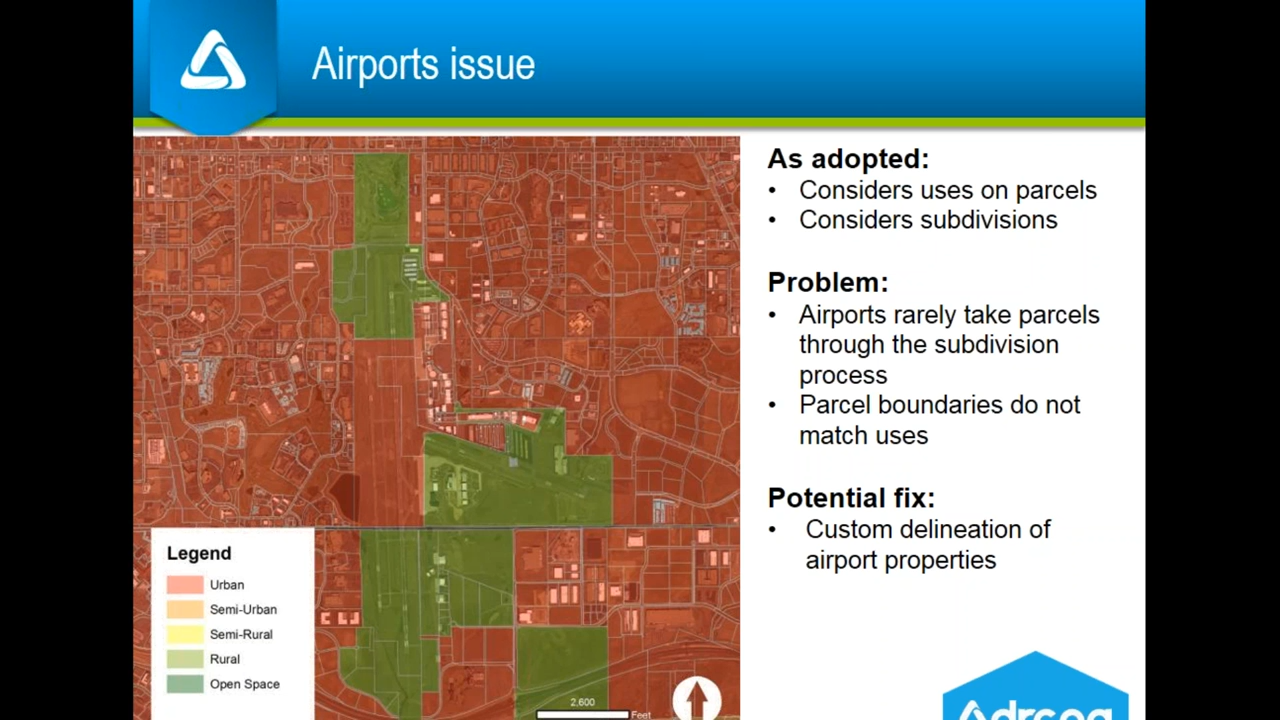 Airports issue
As adopted:
• Considers uses on parcels
• Considers subdivisions
Problem:
• Airports rarely take parcels
through the subdivision
process
• Parcel boundaries do not
match uses
Potential fix:
• Custom delineation of
airport properties
Legend
Urban
Semi-Urban
Semi-Rural
Rural
Open Space
2,600
Feet
drcog